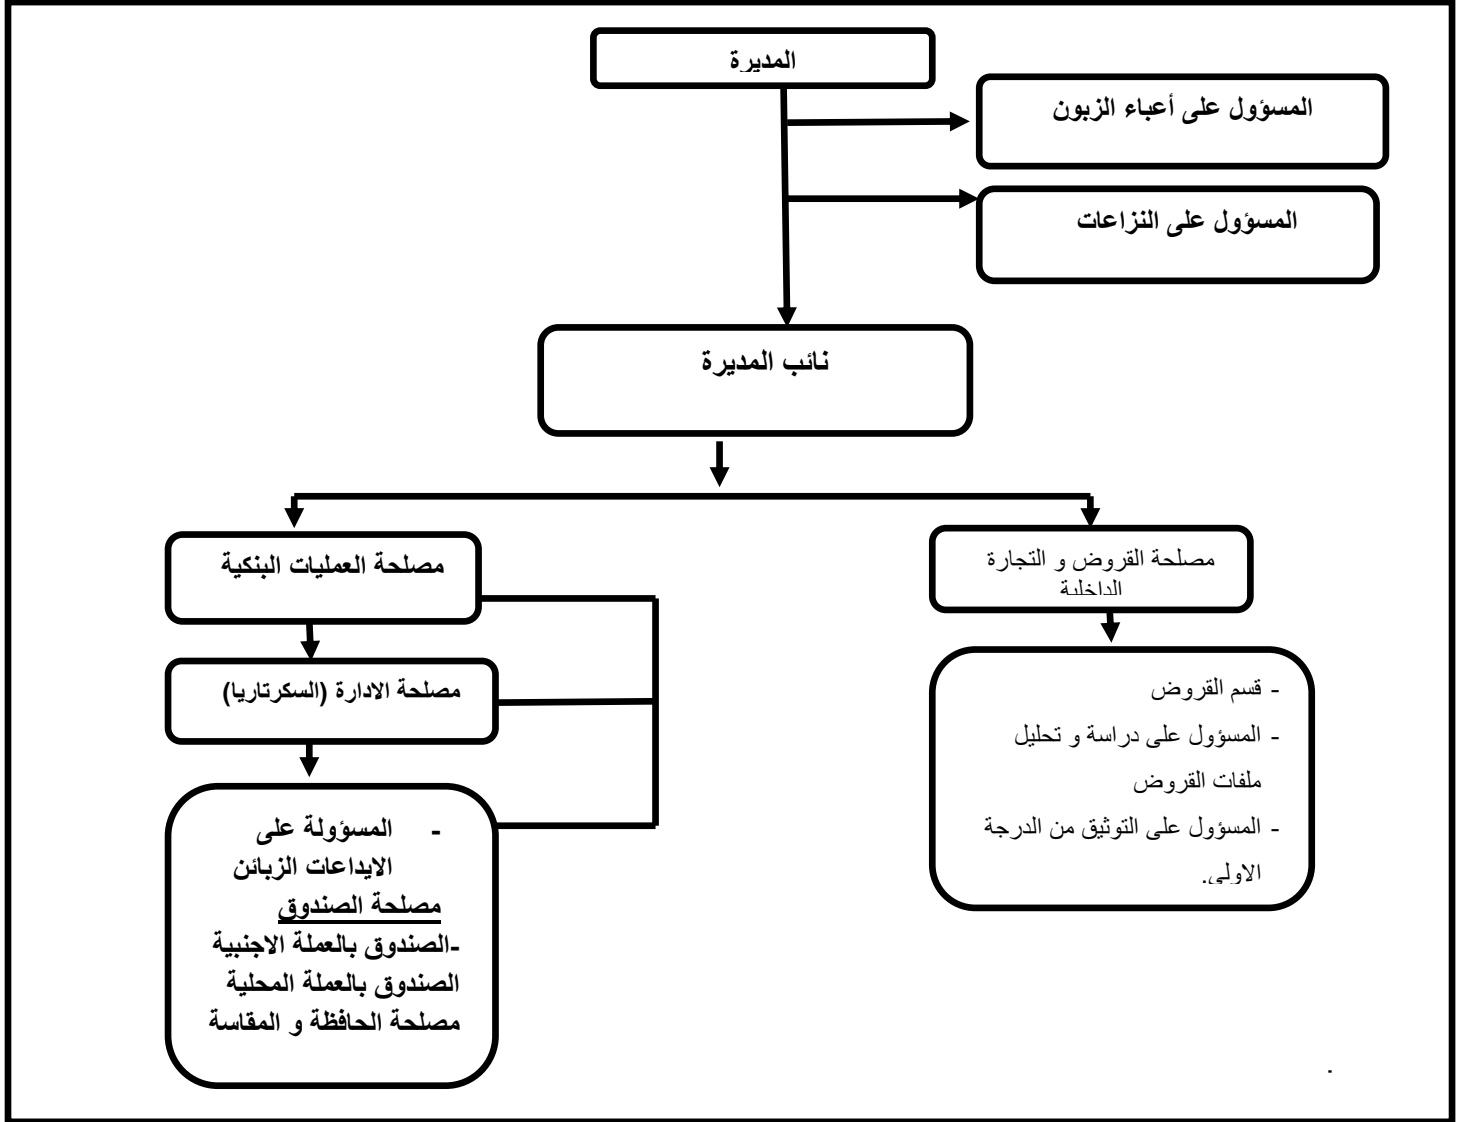 المديرة
المسؤول على أعباء الزبون
المسؤول على النزاعات
نائب المديرة
مصلحة القروض و التجارة
الداخلية
- قسم القروض
- المسؤول على دراسة و تحليل
ملفات القروض
- المسؤول على التوثيق من الدرجة
الاولى.
مصلحة العمليات البنكية
مصلحة الادارة (السكرتاريا)
- المسؤولة على
الايداعات الزبائن
مصلحة الصندوق
-الصندوق بالعملة الاجنبية
الصندوق بالعملة المحلية
مصلحة الحافظة و المقاسة
.